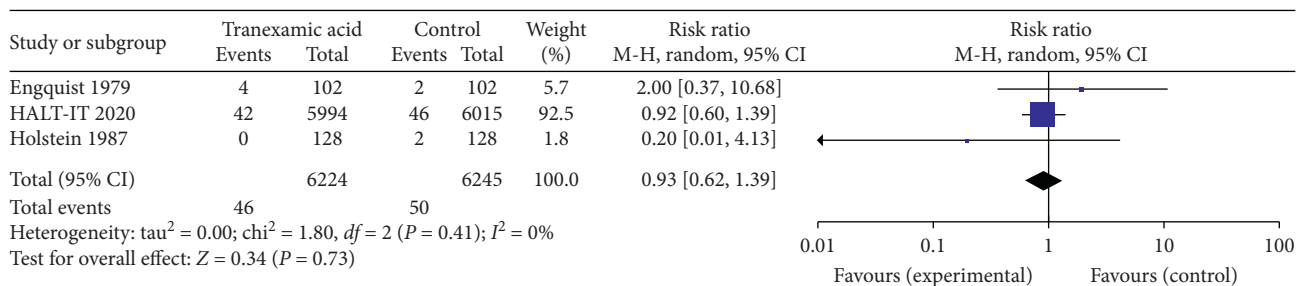 Study or subgroup Tranexamic acid Control Weight Risk ratio Risk ratio
Events Total Events Total (%) M-H, random, 95% CI M-H, random, 95% CI
Engquist 1979 4 102 2 102 5.7 2.00 [0.37, 10.68]
HALT-IT 2020 42 5994 46 6015 92.5 0.92 [0.60, 1.39]
Holstein 1987 0 128 2 128 1.8 0.20 [0.01, 4.13]
Total (95% CI) 6224 6245 100.0 0.93 [0.62, 1.39]
Total events 46 50
Heterogeneity: tau² = 0.00; chi² = 1.80, df = 2 (P = 0.41); I² = 0%
Test for overall effect: Z = 0.34 (P = 0.73)
0.01 0.1 1 10 100
Favours (experimental) Favours (control)